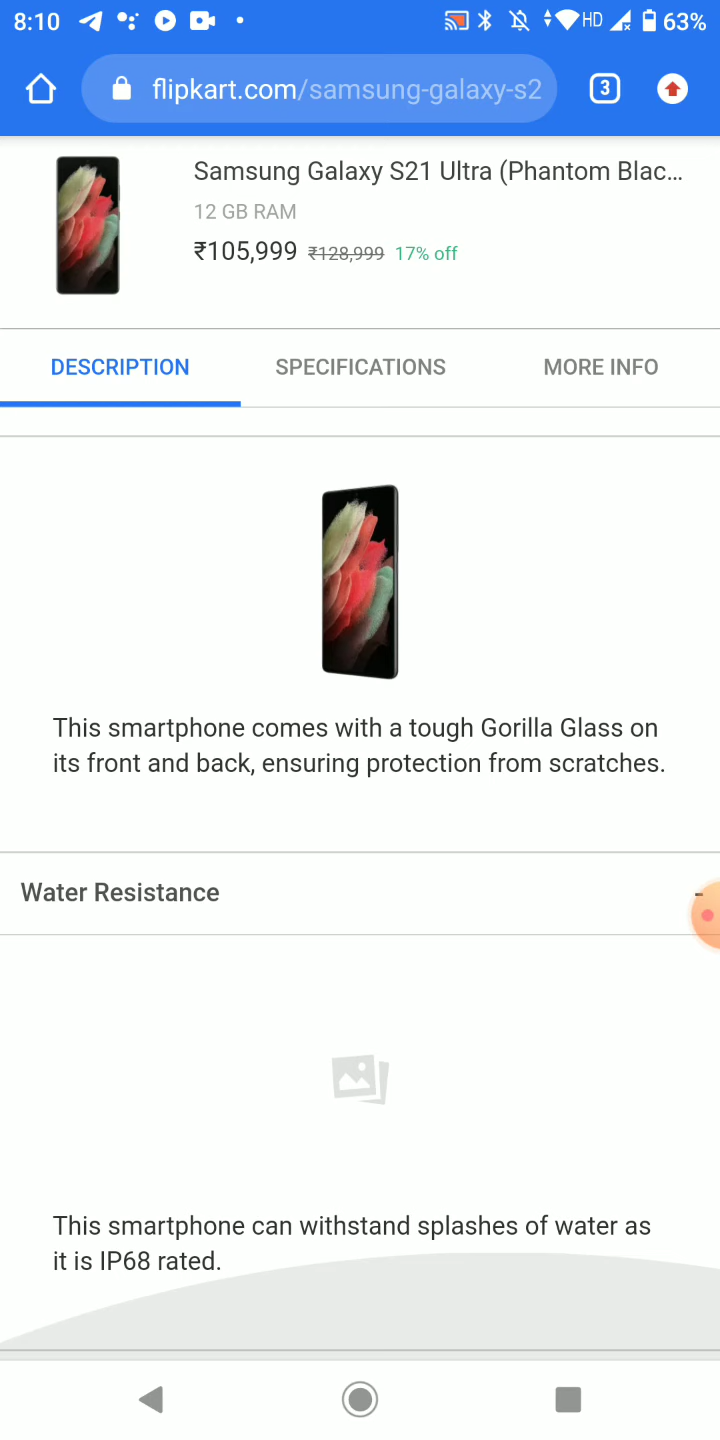 8:10 HD 63%
flipkart.com/samsung-galaxy-s2
3
Samsung Galaxy S21 Ultra (Phantom Blac...
12 GB RAM
₹105,999 ₹128,999 17% off
DESCRIPTION SPECIFICATIONS MORE INFO
This smartphone comes with a tough Gorilla Glass on
its front and back, ensuring protection from scratches.
Water Resistance
This smartphone can withstand splashes of water as
it is IP68 rated.